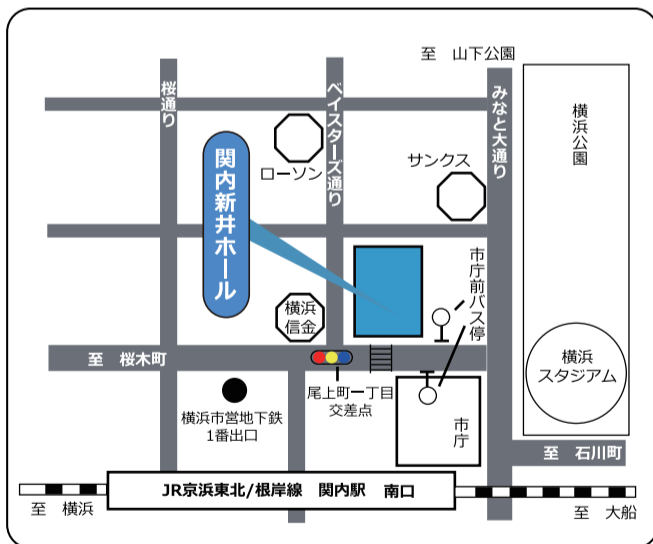 至 山下公園
桜通り
ベイスターズ通り
みなと大通り
横浜公園
関内新井ホール
ローソン
サンクス
市庁前バス停
横浜
信金
至 桜木町
横浜
スタジアム
横浜市営地下鉄
1番出口
尾上町一丁目
交差点
市庁
至 石川町
JR京浜東北/根岸線 関内駅 南口
至 横浜
至 大船